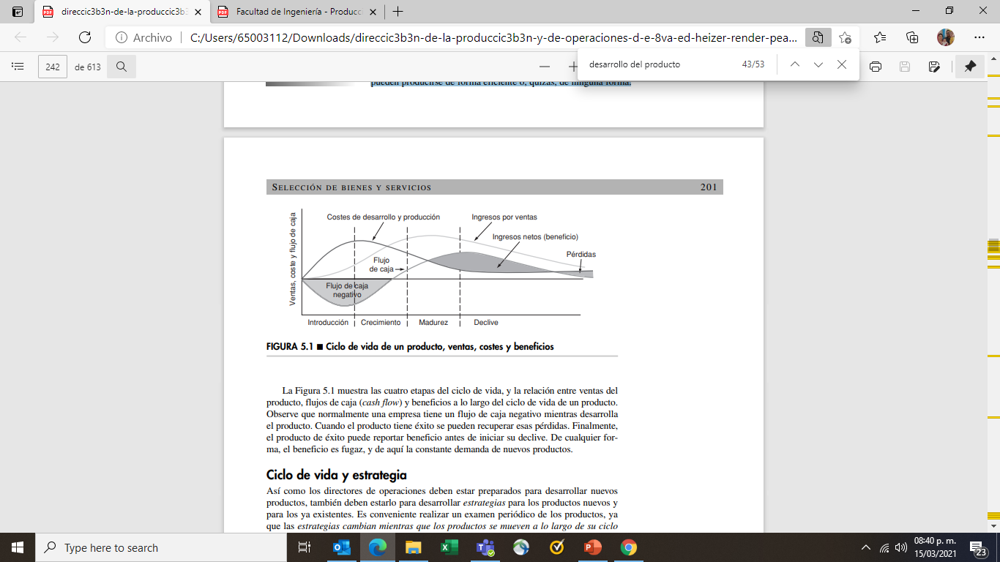 direccic3b3n-de-la-produccic3b3
Facultad de Ingeniería - Producc
Archivo
C:/Users/65003112/Downloads/direccic3b3n-de-la-produccic3b3n-y-de-operaciones-d-e-8va-ed-heizer-render-pea...
242 de 613
desarrollo del producto 43/53
pueden producirse de forma eficiente o, quizás, de ninguna forma.
SELECCIÓN DE BIENES Y SERVICIOS 201
Ventas, coste y flujo de caja
Costes de desarrollo y producción
Ingresos por ventas
Ingresos netos (beneficio)
Pérdidas
Flujo
de caja
Flujo de caja
negativo
Introducción Crecimiento Madurez Declive
FIGURA 5.1 ■ Ciclo de vida de un producto, ventas, costes y beneficios
La Figura 5.1 muestra las cuatro etapas del ciclo de vida, y la relación entre ventas del
producto, flujos de caja (cash flow) y beneficios a lo largo del ciclo de vida de un producto.
Observe que normalmente una empresa tiene un flujo de caja negativo mientras desarrolla
el producto. Cuando el producto tiene éxito se pueden recuperar esas pérdidas. Finalmente,
el producto de éxito puede reportar beneficio antes de iniciar su declive. De cualquier for-
ma, el beneficio es fugaz, y de aquí la constante demanda de nuevos productos.
Ciclo de vida y estrategia
Así como los directores de operaciones deben estar preparados para desarrollar nuevos
productos, también deben estarlo para desarrollar estrategias para los productos nuevos y
para los ya existentes. Es conveniente realizar un examen periódico de los productos, ya
que las estrategias cambian mientras que los productos se mueven a lo largo de su ciclo
Type here to search
08:40 p. m.
15/03/2021
23